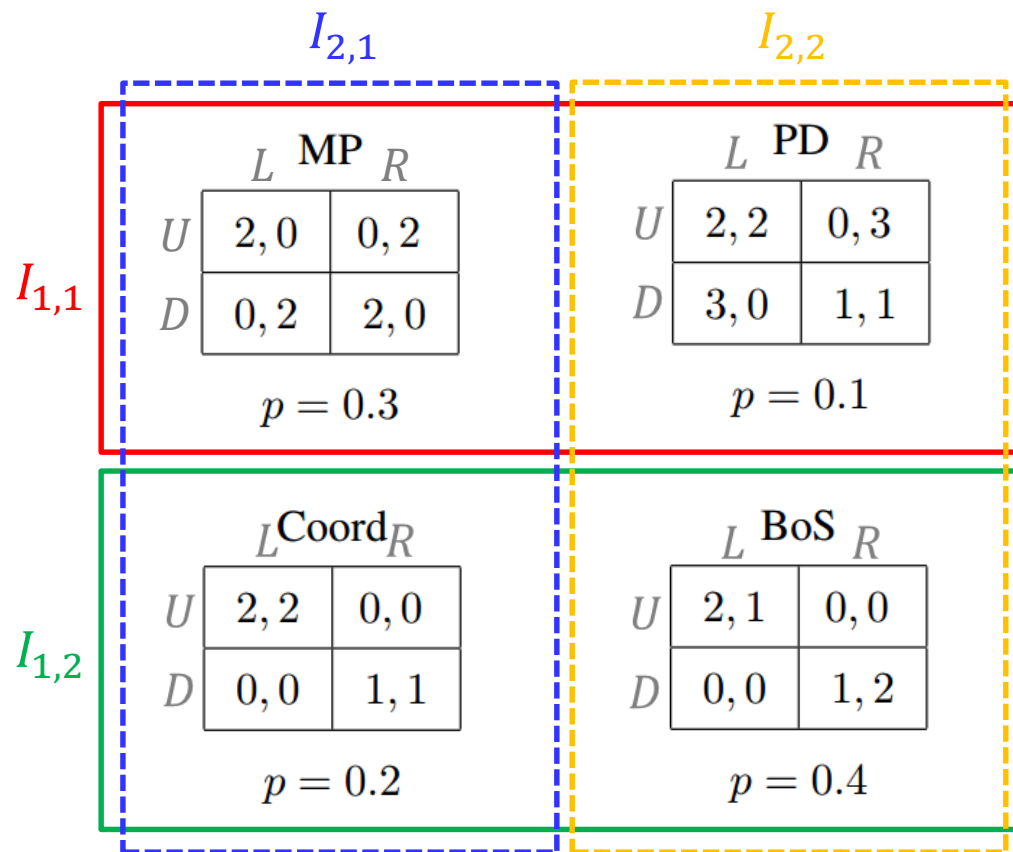 I2,1 I2,2
L MP R
L PD R
U 2, 0 0, 2
U 2, 2 0, 3
I1,1
D 0, 2 2, 0
D 3, 0 1, 1
p = 0.3
p = 0.1
L Coord R
L BoS R
U 2, 2 0, 0
U 2, 1 0, 0
I1,2
D 0, 0 1, 1
D 0, 0 1, 2
p = 0.2
p = 0.4